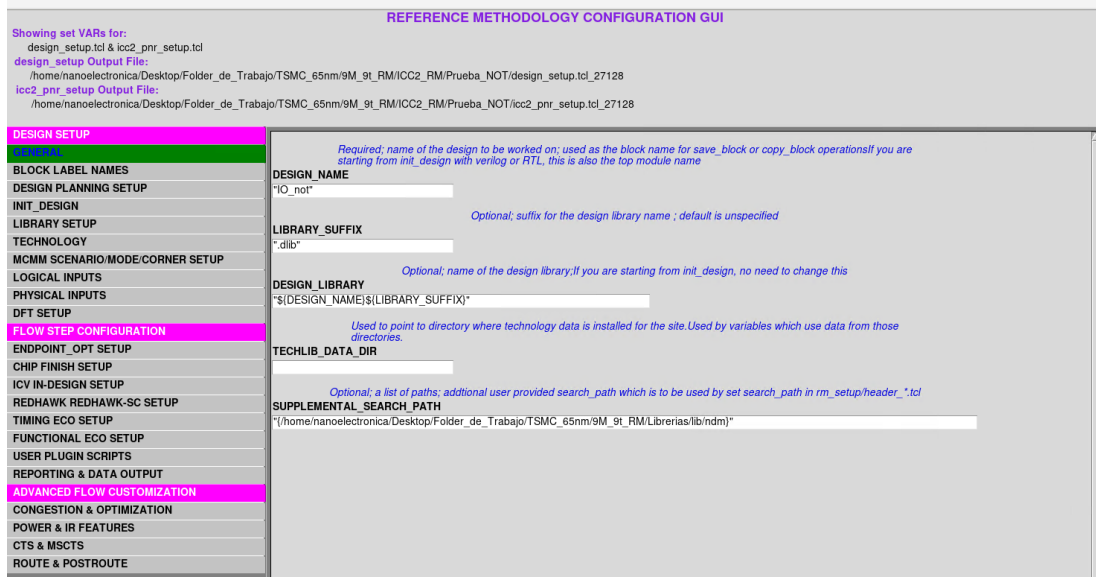 REFERENCE METHODOLOGY CONFIGURATION GUI
Showing set VARs for:
design_setup.tcl & icc2_pnr_setup.tcl
design_setup Output File:
/home/nanoelectronica/Desktop/Folder_de_Trabajo/TSMC_65nm/9M_9t_RM/ICC2_RM/Prueba_NOT/design_setup.tcl_27128
icc2_pnr_setup Output File:
/home/nanoelectronica/Desktop/Folder_de_Trabajo/TSMC_65nm/9M_9t_RM/ICC2_RM/Prueba_NOT/icc2_pnr_setup.tcl_27128
DESIGN SETUP
GENERAL
BLOCK LABEL NAMES
DESIGN PLANNING SETUP
INIT_DESIGN
LIBRARY SETUP
TECHNOLOGY
MCMM SCENARIO/MODE/CORNER SETUP
LOGICAL INPUTS
PHYSICAL INPUTS
DFT SETUP
FLOW STEP CONFIGURATION
ENDPOINT_OPT SETUP
CHIP FINISH SETUP
ICV IN-DESIGN SETUP
REDHAWK REDHAWK-SC SETUP
TIMING ECO SETUP
FUNCTIONAL ECO SETUP
USER PLUGIN SCRIPTS
REPORTING & DATA OUTPUT
ADVANCED FLOW CUSTOMIZATION
CONGESTION & OPTIMIZATION
POWER & IR FEATURES
CTS & MSCTS
ROUTE & POSTROUTE
Required; name of the design to be worked on; used as the block name for save_block or copy_block operationsIf you are
starting from init_design with verilog or RTL, this is also the top module name
DESIGN_NAME
"IO_not"
Optional; suffix for the design library name ; default is unspecified
LIBRARY_SUFFIX
".dlib"
Optional; name of the design library;If you are starting from init_design, no need to change this
DESIGN_LIBRARY
"${DESIGN_NAME}${LIBRARY_SUFFIX}"
Used to point to directory where technology data is installed for the site.Used by variables which use data from those
directories.
TECHLIB_DATA_DIR
Optional; a list of paths; addtional user provided search_path which is to be used by set search_path in rm_setup/header_*.tcl
SUPPLEMENTAL_SEARCH_PATH
"{/home/nanoelectronica/Desktop/Folder_de_Trabajo/TSMC_65nm/9M_9t_RM/Librerias/lib/ndm}"